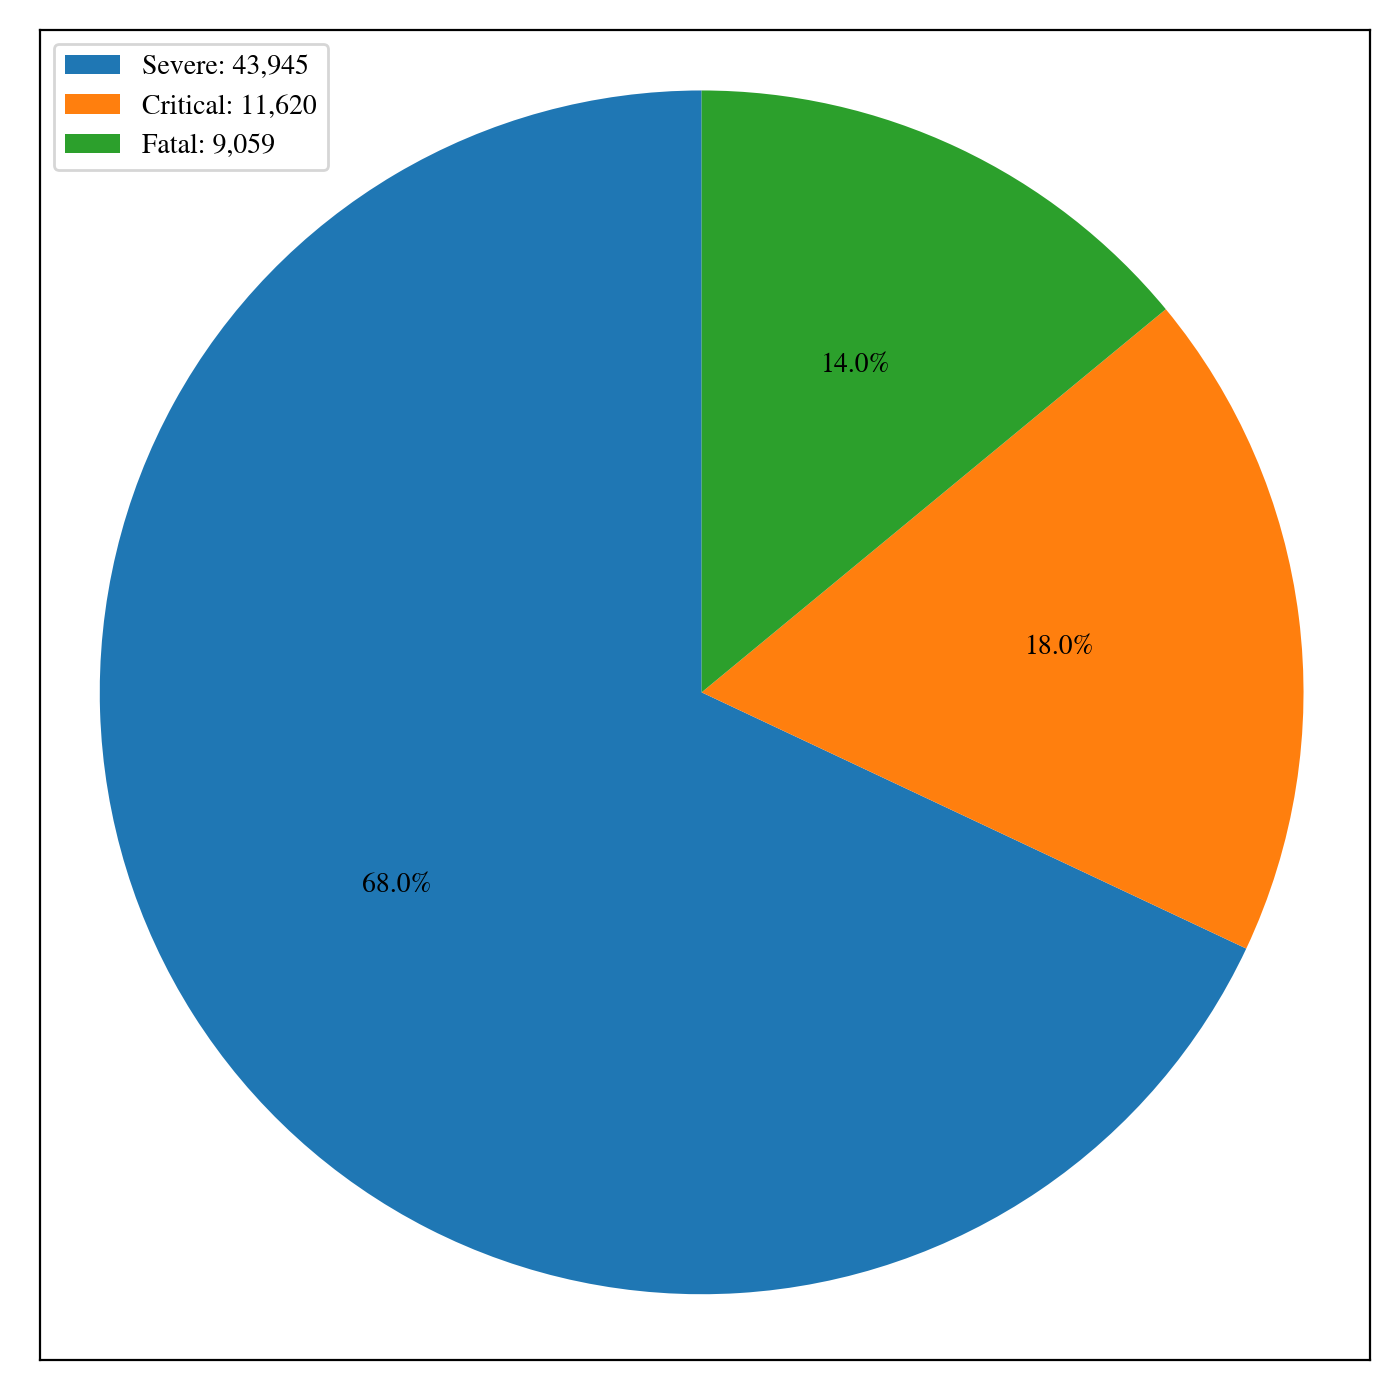 Severe: 43,945
Critical: 11,620
Fatal: 9,059
14.0%
18.0%
68.0%